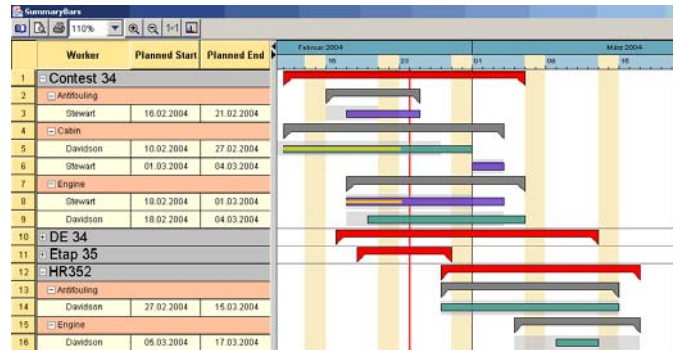 SummaryBars
110%
1=1
Worker Planned Start Planned End
Februar 2004 März 2004
16 23 01 08 15
1 Contest 34
2 Antifouling
3 Stewart 16.02.2004 21.02.2004
4 Cabin
5 Davidson 10.02.2004 27.02.2004
6 Stewart 01.03.2004 04.03.2004
7 Engine
8 Stewart 18.02.2004 01.03.2004
9 Davidson 18.02.2004 04.03.2004
10 DE 34
11 Etap 35
12 HR352
13 Antifouling
14 Davidson 27.02.2004 15.03.2004
15 Engine
16 Davidson 05.03.2004 17.03.2004